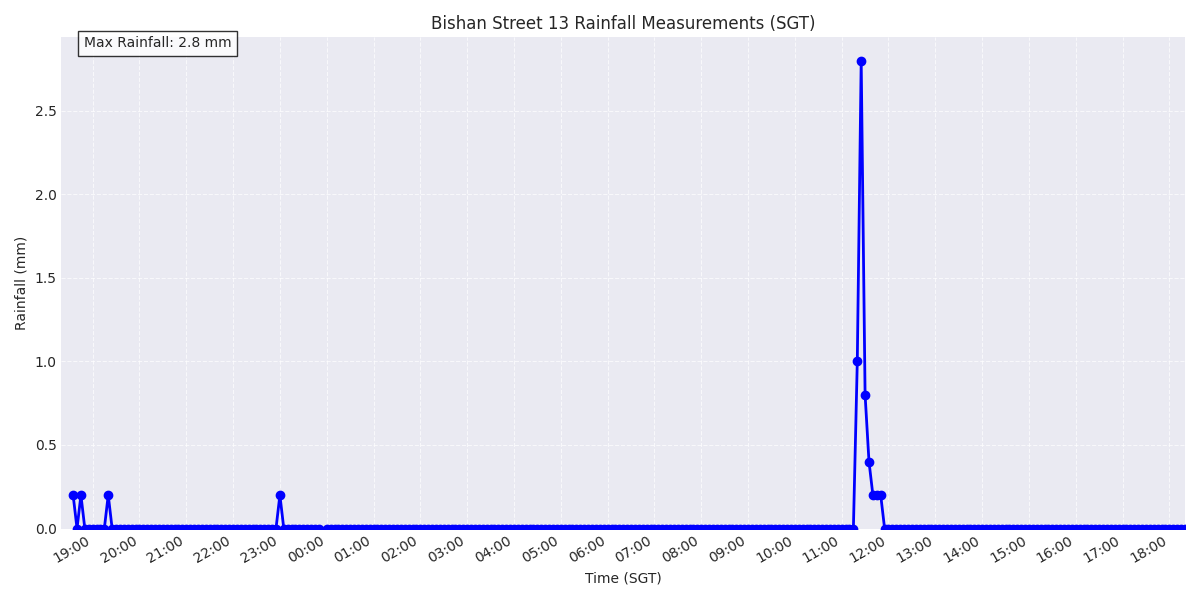 Bishan Street 13 Rainfall Measurements (SGT)
Max Rainfall: 2.8 mm
Rainfall (mm)
2.5
2.0
1.5
1.0
0.5
0.0
19:00 20:00 21:00 22:00 23:00 00:00 01:00 02:00 03:00 04:00 05:00 06:00 07:00 08:00 09:00 10:00 11:00 12:00 13:00 14:00 15:00 16:00 17:00 18:00
Time (SGT)